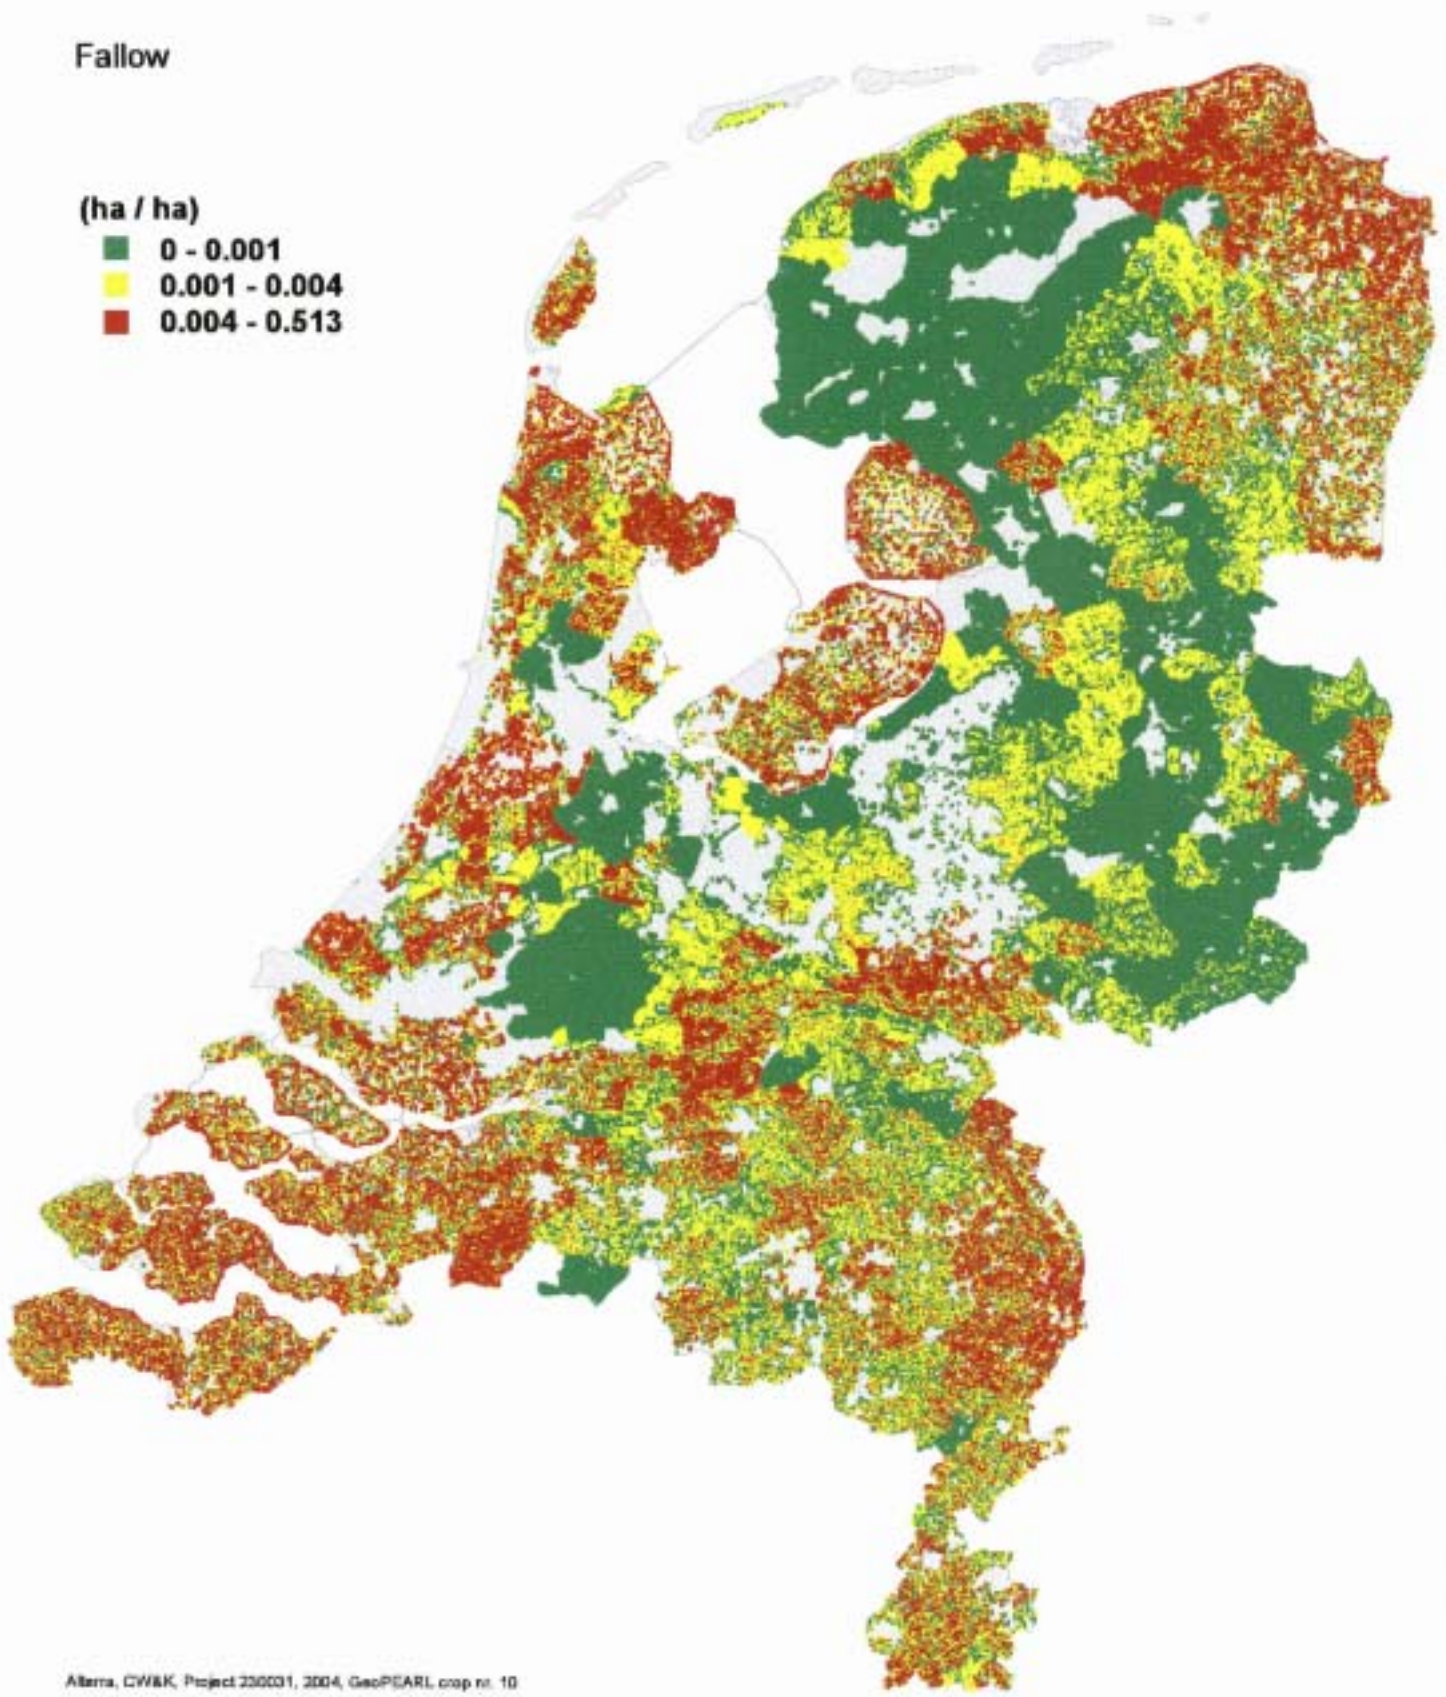 Fallow
(ha / ha)
0 - 0.001
0.001 - 0.004
0.004 - 0.513
Alterra, CW&K, Project 230031, 2004, GeoPEARL crop nr. 10